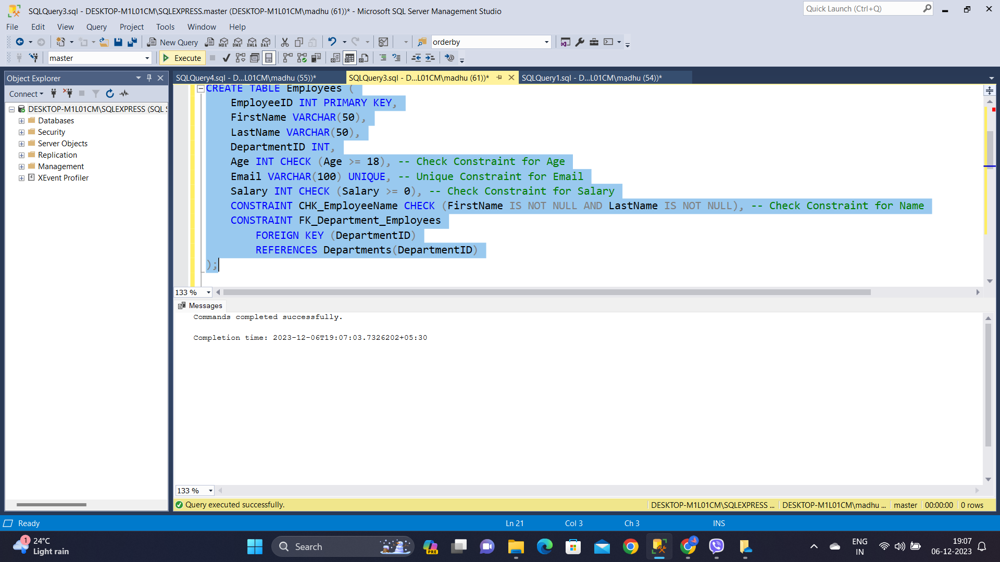 SQLQuery3.sql - DESKTOP-M1L01CM\SQLEXPRESS.master (DESKTOP-M1L01CM\madhu (61))* - Microsoft SQL Server Management Studio
Quick Launch (Ctrl+Q)
File Edit View Query Project Tools Window Help
New Query MDX DMX XMLA DAX orderby
master Execute
Object Explorer
Connect
DESKTOP-M1L01CM\SQLEXPRESS (SQL S
Databases
Security
Server Objects
Replication
Management
XEvent Profiler
SQLQuery4.sql - D...L01CM\madhu (55))* SQLQuery3.sql - D...L01CM\madhu (61))* SQLQuery1.sql - D...L01CM\madhu (54))*
CREATE TABLE Employees (
EmployeeID INT PRIMARY KEY,
FirstName VARCHAR(50),
LastName VARCHAR(50),
DepartmentID INT,
Age INT CHECK (Age >= 18), -- Check Constraint for Age
Email VARCHAR(100) UNIQUE, -- Unique Constraint for Email
Salary INT CHECK (Salary >= 0), -- Check Constraint for Salary
CONSTRAINT CHK_EmployeeName CHECK (FirstName IS NOT NULL AND LastName IS NOT NULL), -- Check Constraint for Name
CONSTRAINT FK_Department_Employees
FOREIGN KEY (DepartmentID)
REFERENCES Departments(DepartmentID)
);
133 %
Messages
Commands completed successfully.
Completion time: 2023-12-06T19:07:03.7326202+05:30
133 %
Query executed successfully. DESKTOP-M1L01CM\SQLEXPRESS ... DESKTOP-M1L01CM\madhu ... master 00:00:00 0 rows
Ready Ln 21 Col 3 Ch 3 INS
1
24°C
Light rain
Search
PRE
ENG
IN
19:07
06-12-2023